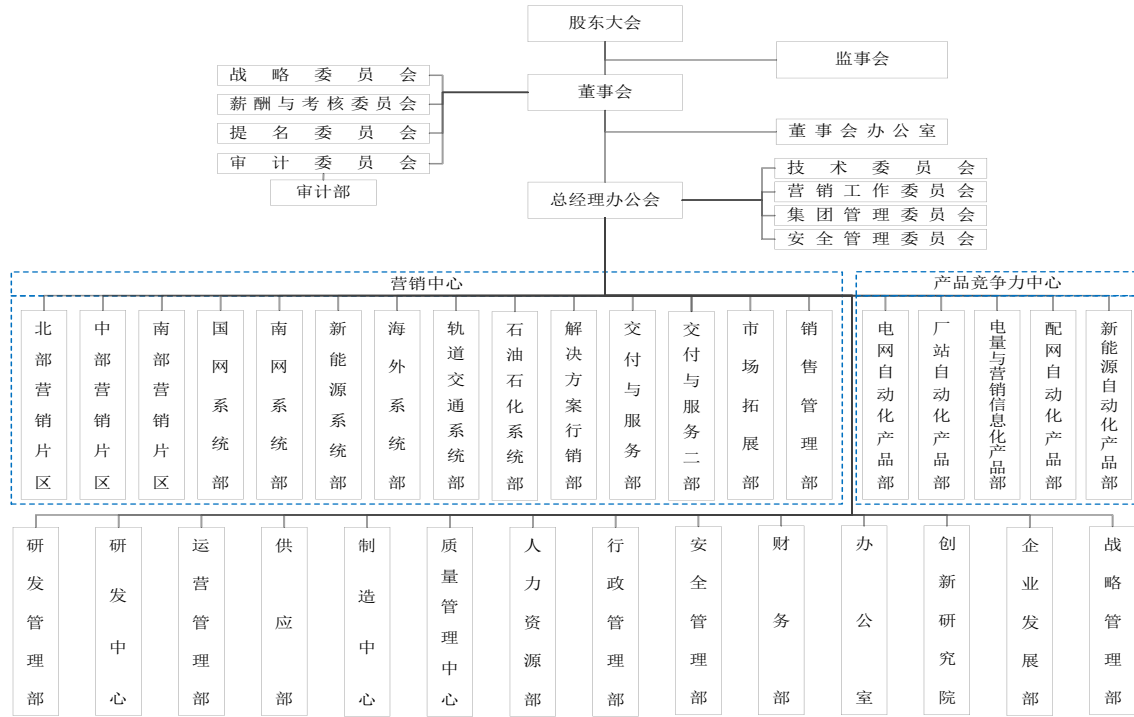 股东大会
监事会
董事会
战略委员会
薪酬与考核委员会
提名委员会
审计委员会
审计部
董事会办公室
总经理办公会
技术委员会
营销工作委员会
集团管理委员会
安全管理委员会
营销中心
产品竞争力中心
北部营销片区
中部营销片区
南部营销片区
国网系统部
南网系统部
新能源系统部
海外系统部
轨道交通系统部
石油石化系统部
解决方案行销部
交付与服务部
交付与服务二部
市场拓展部
销售管理部
电网自动化产品部
厂站自动化产品部
电量与营销信息化产品部
配网自动化产品部
新能源自动化产品部
研发管理部
研发中心
运营管理部
供应部
制造中心
质量管理中心
人力资源部
行政管理部
安全管理部
财务部
办公室
创新研究院
企业发展部
战略管理部